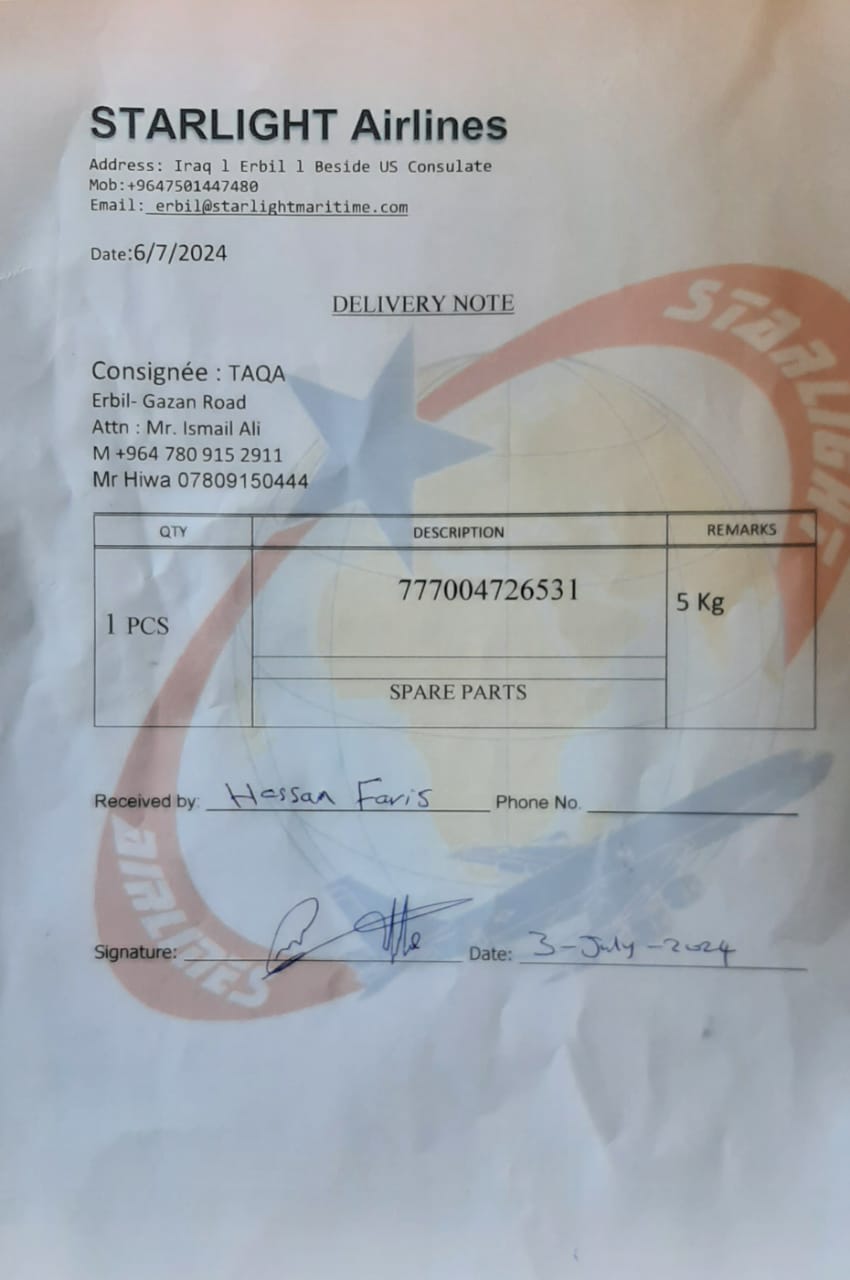 STARLIGHT Airlines
Address: Iraq l Erbil l Beside US Consulate
Mob:+9647501447480
Email: erbil@starlightmaritime.com
Date:6/7/2024
DELIVERY NOTE
STARLIGHT
Consignée : TAQA
Erbil- Gazan Road
Attn : Mr. Ismail Ali
M +964 780 915 2911
Mr Hiwa 07809150444
QTY DESCRIPTION REMARKS
1 PCS 777004726531 5 Kg
SPARE PARTS
Received by: Hassan Faris Phone No.
AIRLINES
Signature: Date: 3-July-2024